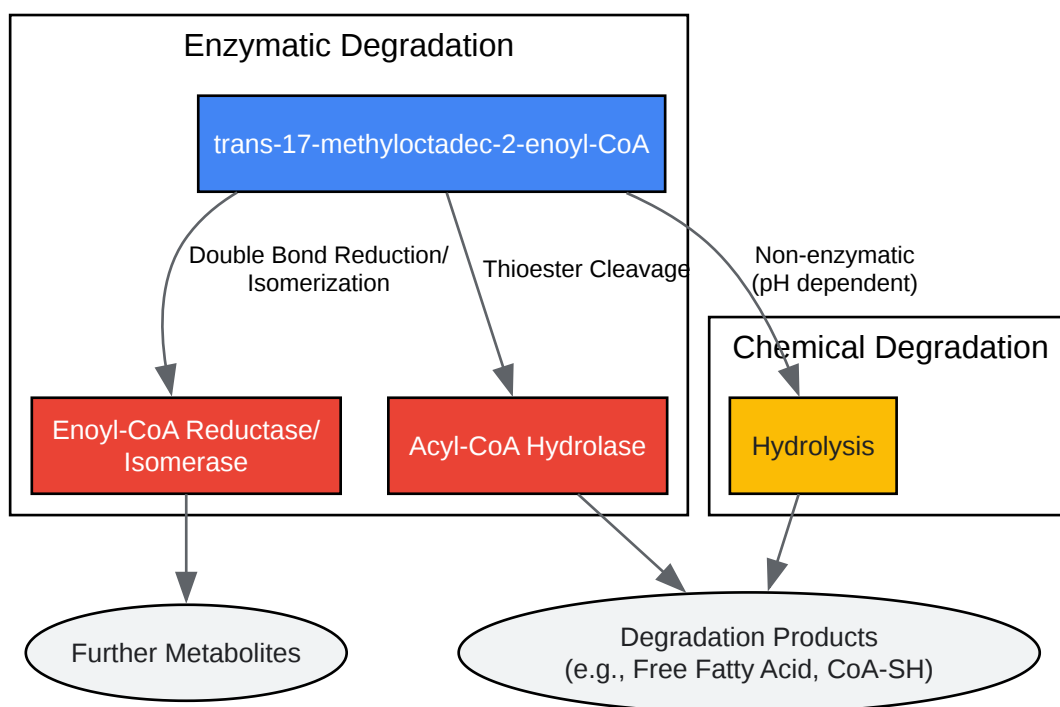 Enzymatic Degradation
trans-17-methyloctadec-2-enoyl-CoA
Double Bond Reduction/
Isomerization
Thioester Cleavage
Non-enzymatic
(pH dependent)
Chemical Degradation
Enoyl-CoA Reductase/
Isomerase
Acyl-CoA Hydrolase
Hydrolysis
Further Metabolites
Degradation Products
(e.g., Free Fatty Acid, CoA-SH)